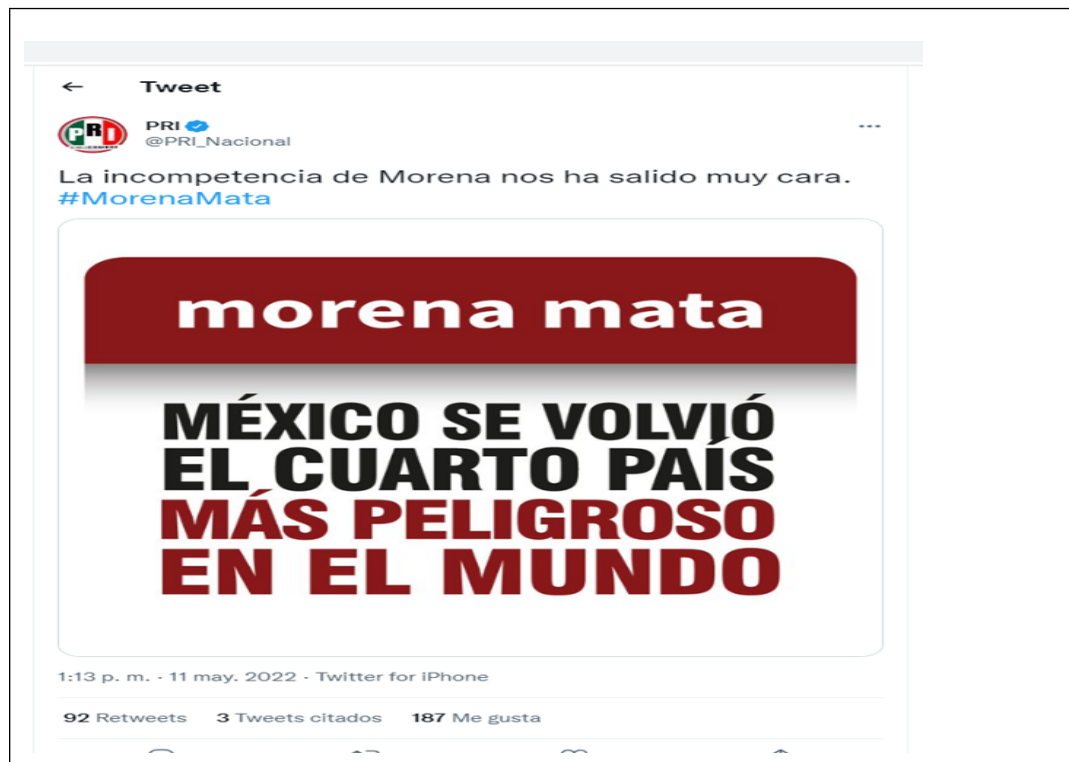 ← Tweet
PRI
PRI
@PRI_Nacional
La incompetencia de Morena nos ha salido muy cara.
#MorenaMata
morena mata
MÉXICO SE VOLVIÓ
EL CUARTO PAÍS
MÁS PELIGROSO
EN EL MUNDO
1:13 p. m. · 11 may. 2022 · Twitter for iPhone
92 Retweets 3 Tweets citados 187 Me gusta